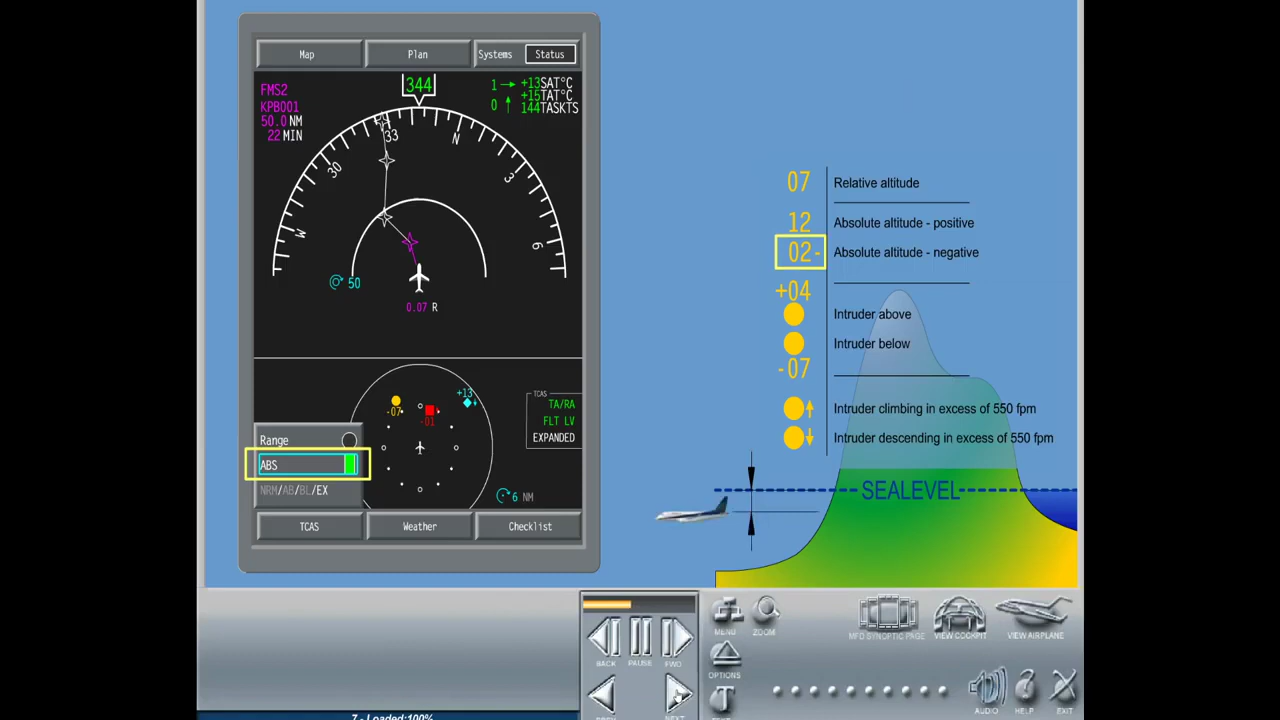 Map
Plan
Systems
Status
FMS2
KPB001
50.0 NM
22 MIN
344
1 +13 SAT°C
+15 TAT°C
0 144 TASKTS
33
N
30
3
W
6
50
0.07 R
07 Relative altitude
12 Absolute altitude - positive
02- Absolute altitude - negative
+04
Intruder above
Intruder below
-07
Intruder climbing in excess of 550 fpm
Intruder descending in excess of 550 fpm
SEALEVEL
+13
-07
-01
TCAS
TA/RA
FLT LV
EXPANDED
Range
ABS
NRM/AB/BL/EX
6 NM
TCAS
Weather
Checklist
BACK
PAUSE
FWD
MENU
ZOOM
MFD SYNOPTIC PAGE
VIEW COCKPIT
VIEW AIRPLANE
OPTIONS
AUDIO
HELP
EXIT
NEXT
7 - Loaded:100%